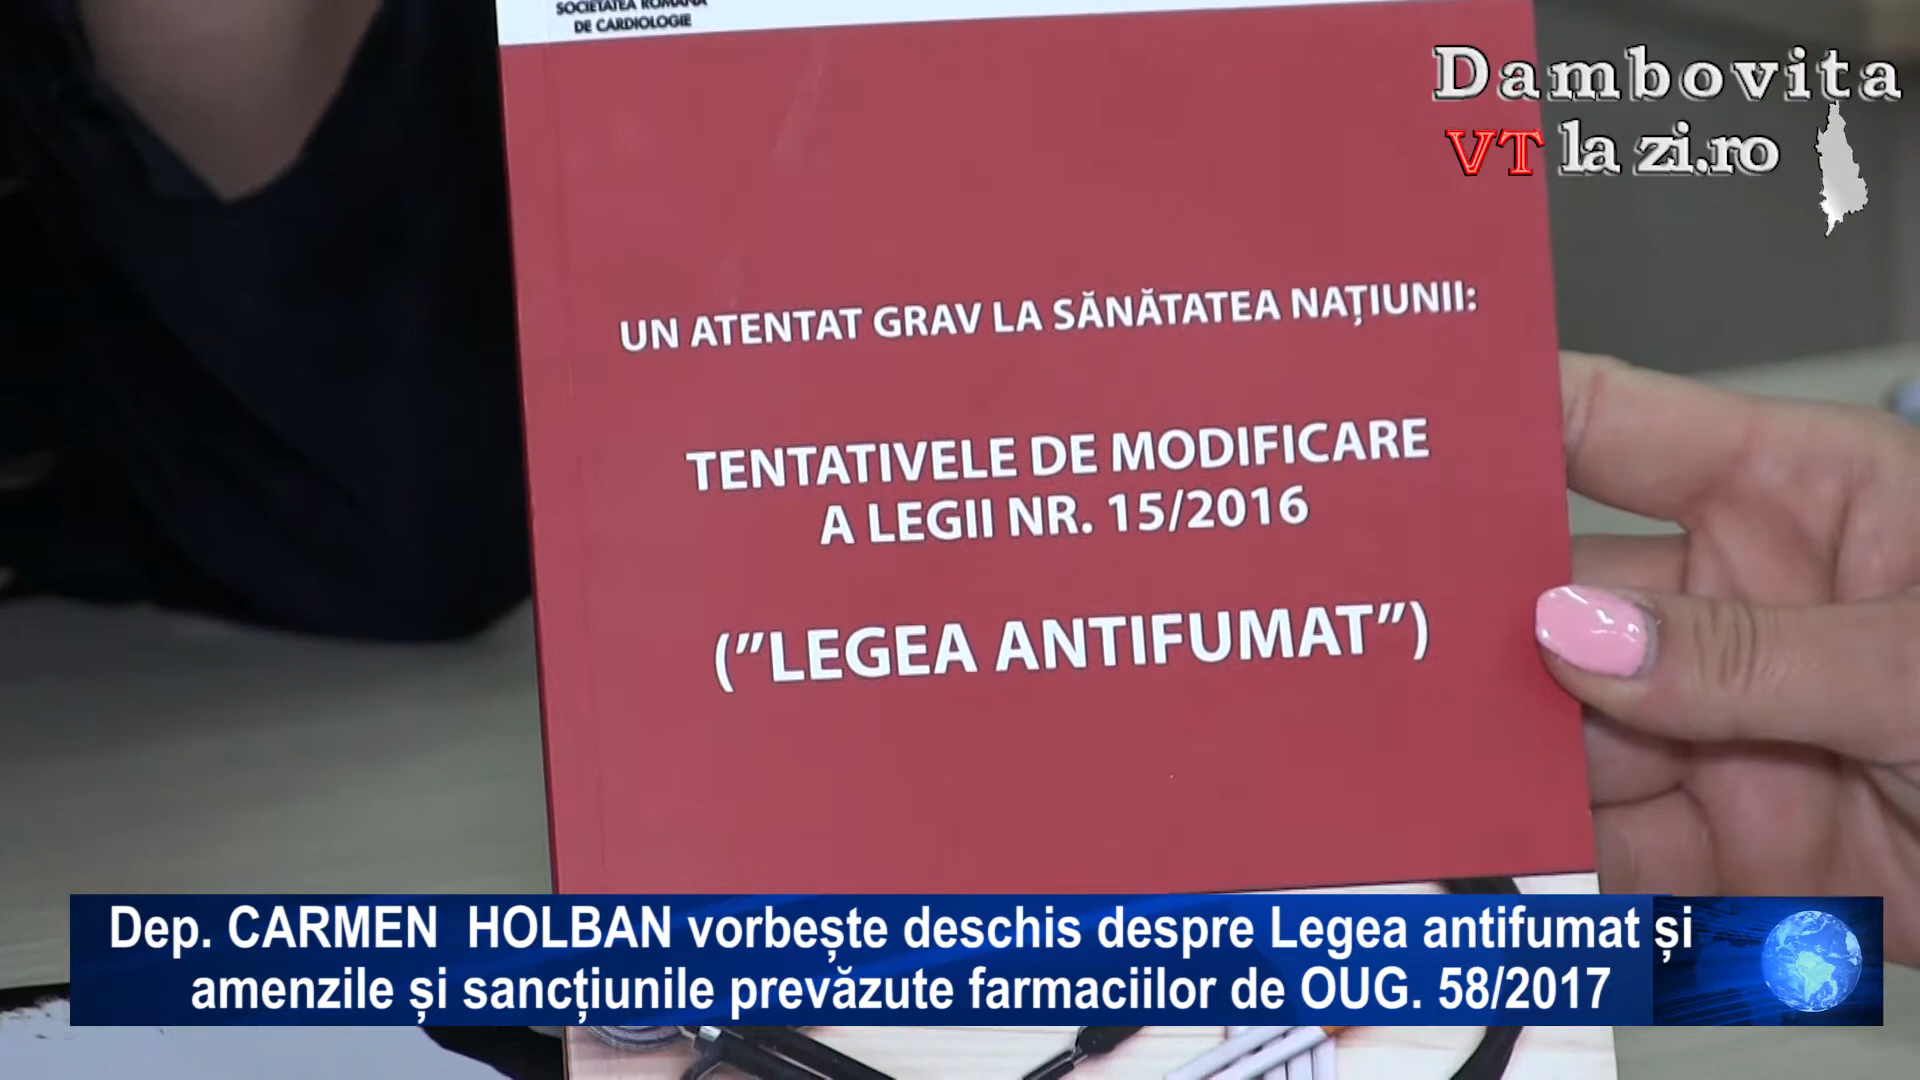 SOCIETATEA ROMÂNĂ
DE CARDIOLOGIE
Dambovita
VT la zi.ro
UN ATENTAT GRAV LA SĂNĂTATEA NAȚIUNII:
TENTATIVELE DE MODIFICARE
A LEGII NR. 15/2016
(”LEGEA ANTIFUMAT”)
Dep. CARMEN HOLBAN vorbește deschis despre Legea antifumat și
amenzile și sancțiunile prevăzute farmaciilor de OUG. 58/2017